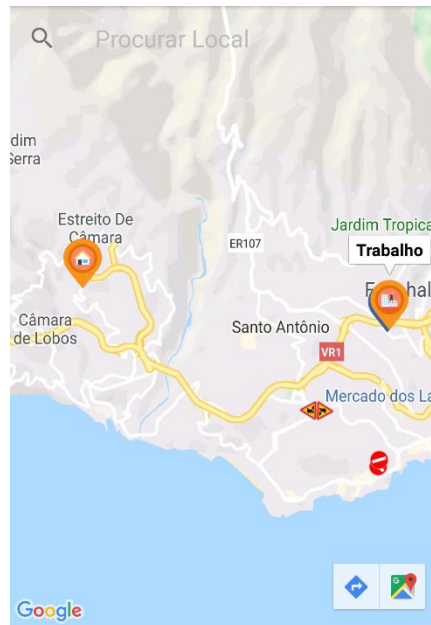 Procurar Local
dim
Serra
Estreito De
Câmara
ER107
Jardim Tropica
Trabalho
Câmara
de Lobos
Santo Antônio
VR1
Mercado dos La
Google